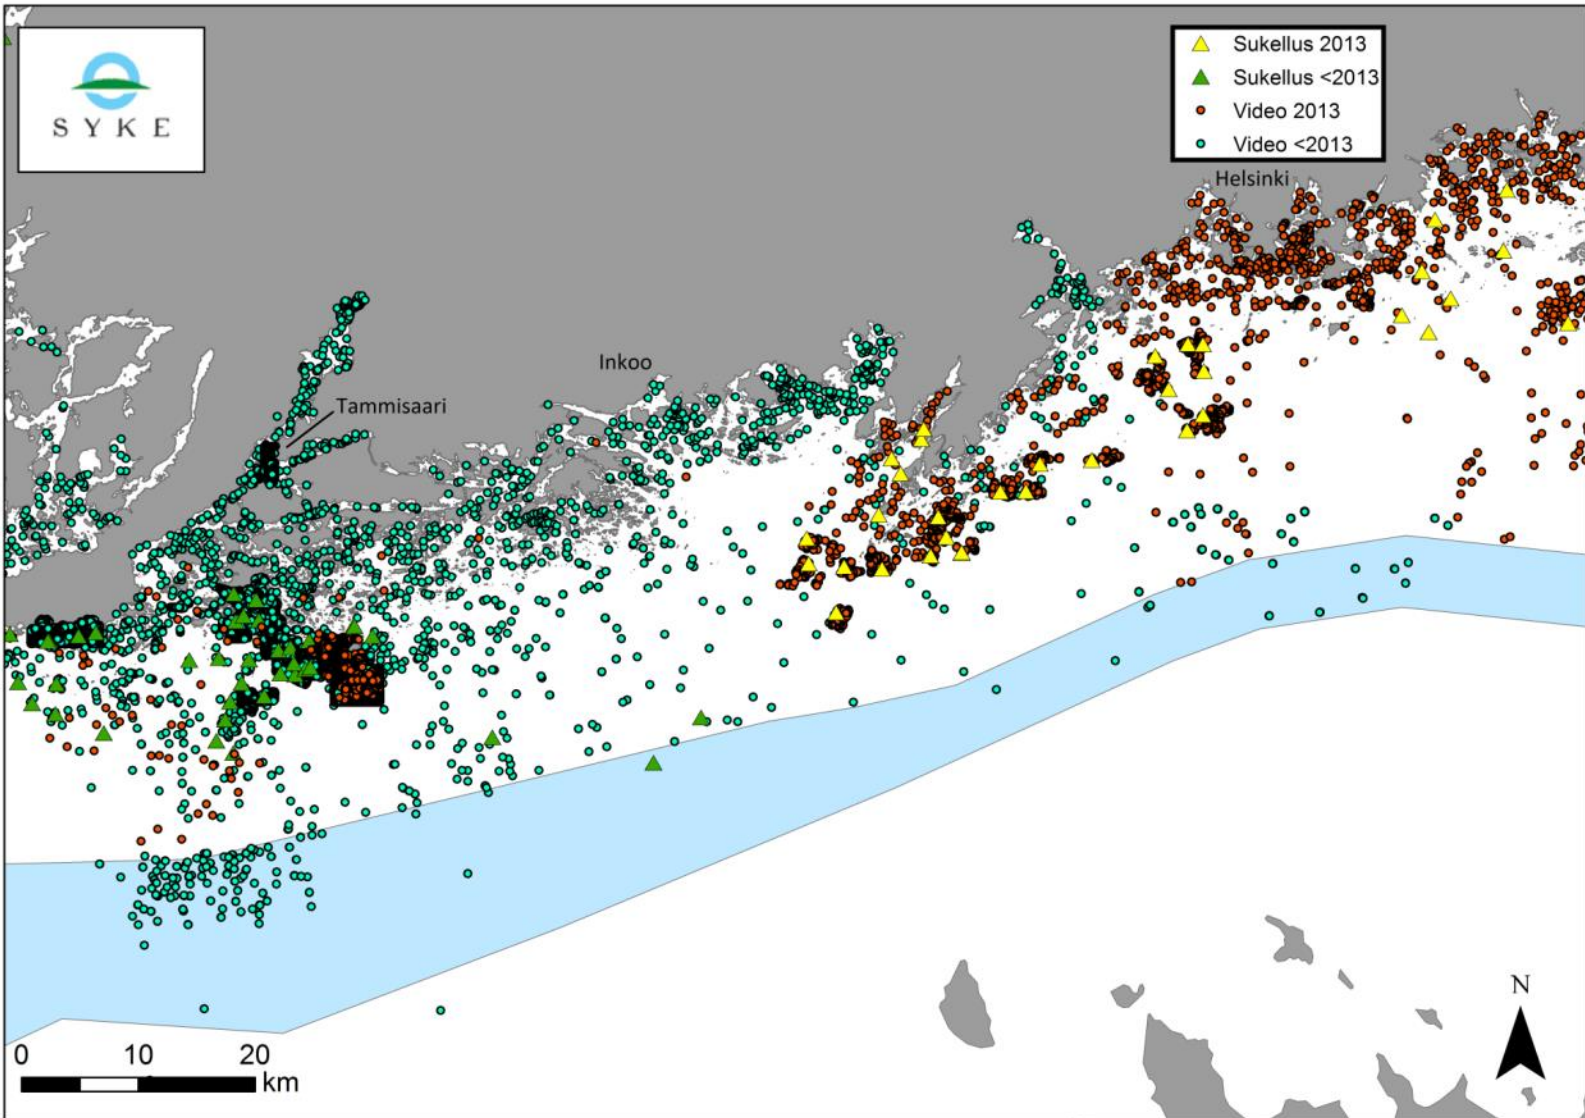 SYKE
Sukellus 2013
Sukellus <2013
Video 2013
Video <2013
Helsinki
Inkoo
Tammisaari
N
0 10 20
km